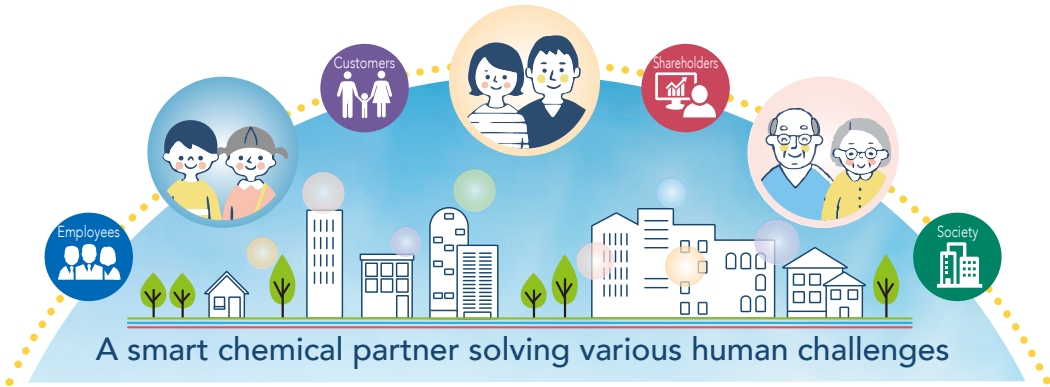 Customers
Shareholders
Employees
Society
A smart chemical partner solving various human challenges